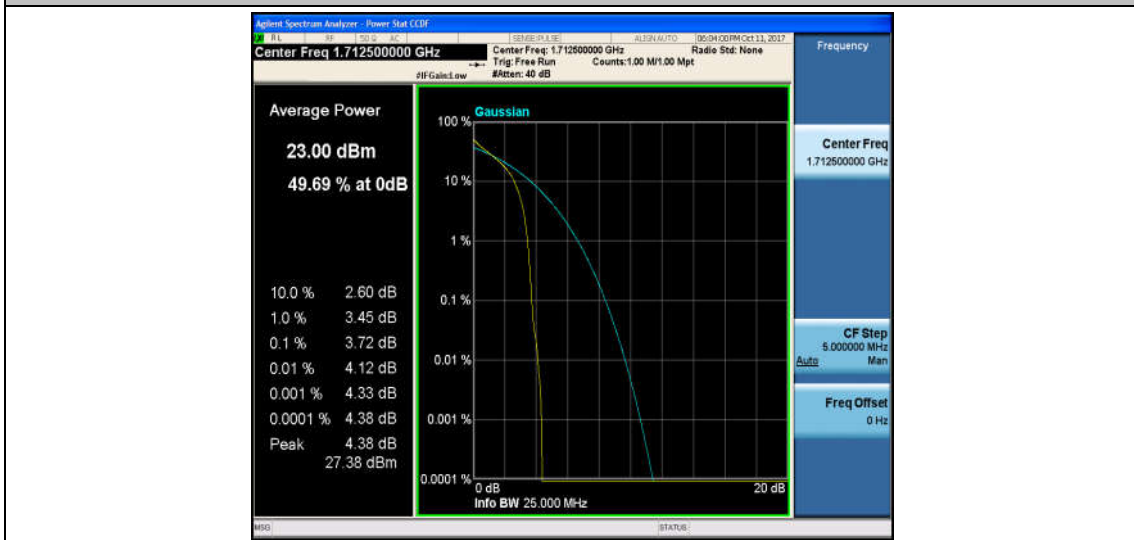 Agilent Spectrum Analyzer - Power Stat CCDF
RL RF 50 Ω AC SENSE:PULSE ALIGN AUTO 06:04:00 PM Oct 11, 2017
Center Freq 1.712500000 GHz
Center Freq: 1.712500000 GHz Radio Std: None
Trig: Free Run Counts:1.00 M/1.00 Mpt
#IFGain:Low #Atten: 40 dB
Frequency
Average Power
23.00 dBm
49.69 % at 0dB
10.0 % 2.60 dB
1.0 % 3.45 dB
0.1 % 3.72 dB
0.01 % 4.12 dB
0.001 % 4.33 dB
0.0001 % 4.38 dB
Peak 4.38 dB
27.38 dBm
Gaussian
100 %
10 %
1 %
0.1 %
0.01 %
0.001 %
0.0001 %
0 dB 20 dB
Info BW 25.000 MHz
Center Freq
1.712500000 GHz
CF Step
5.000000 MHz
Auto Man
Freq Offset
0 Hz
MSG STATUS